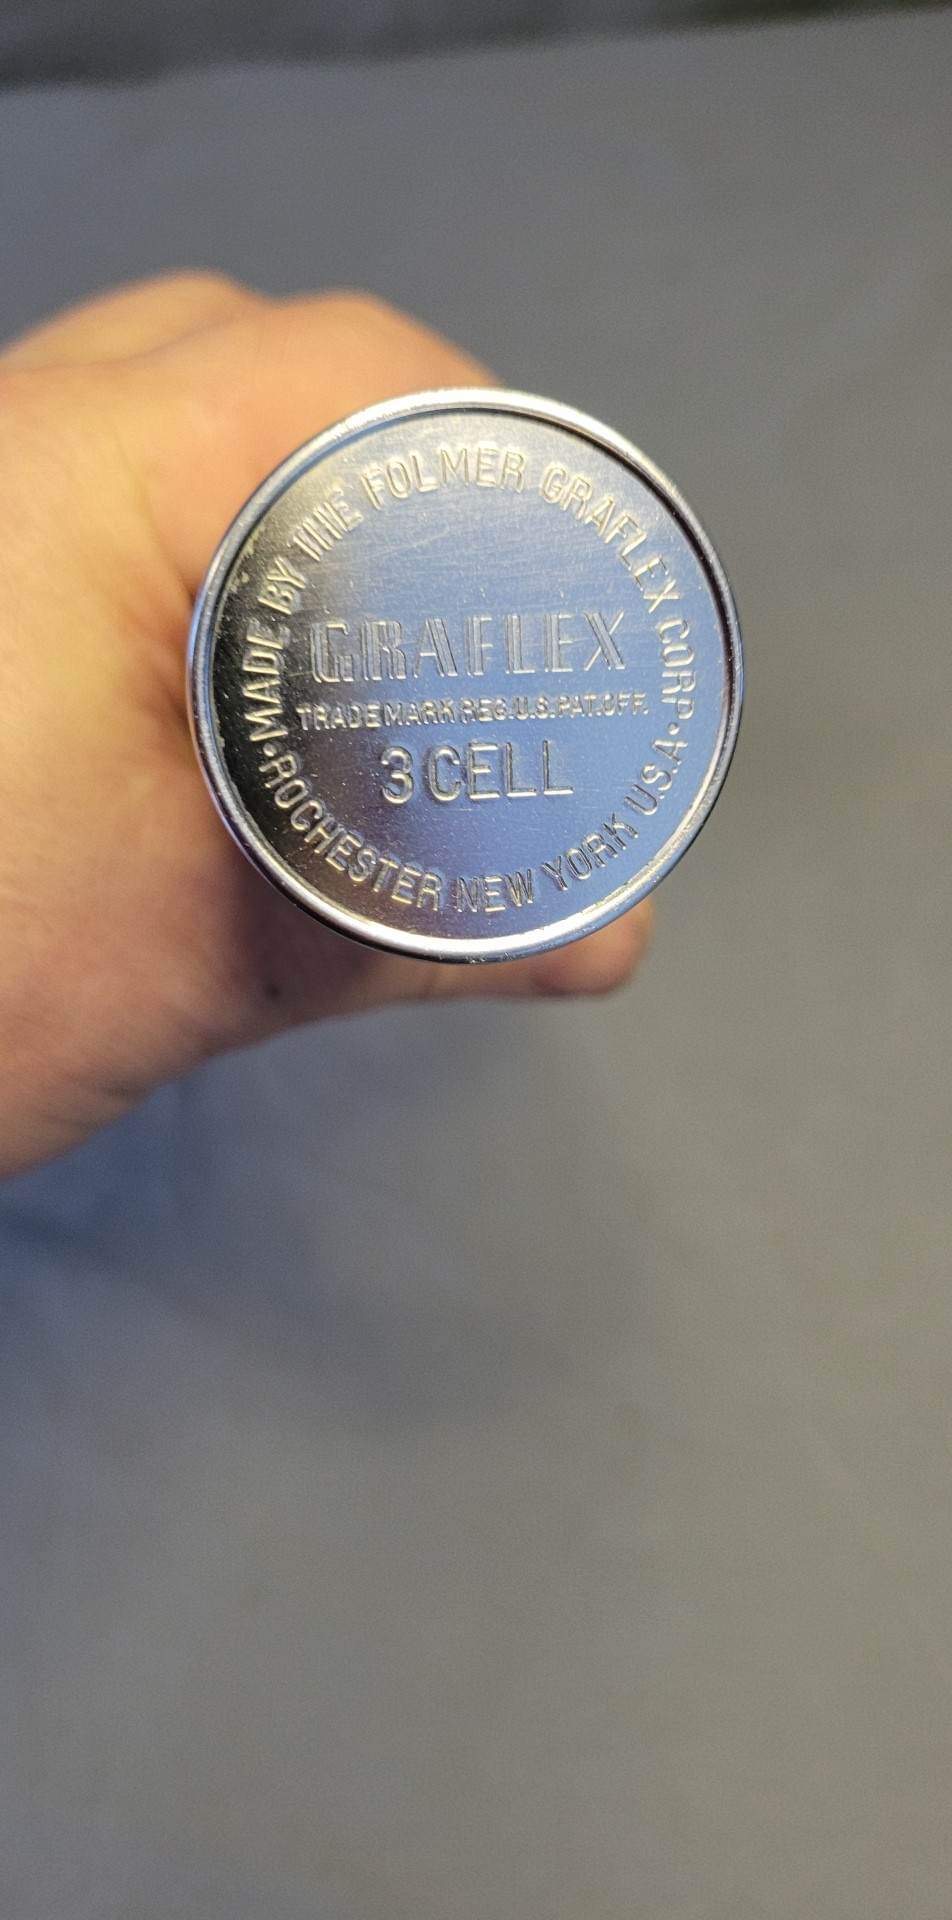 ·MADE BY THE FOLMER GRAFLEX CORP·
GRAFLEX
TRADE MARK REG.U.S.PAT.OFF.
3 CELL
ROCHESTER NEW YORK U.S.A